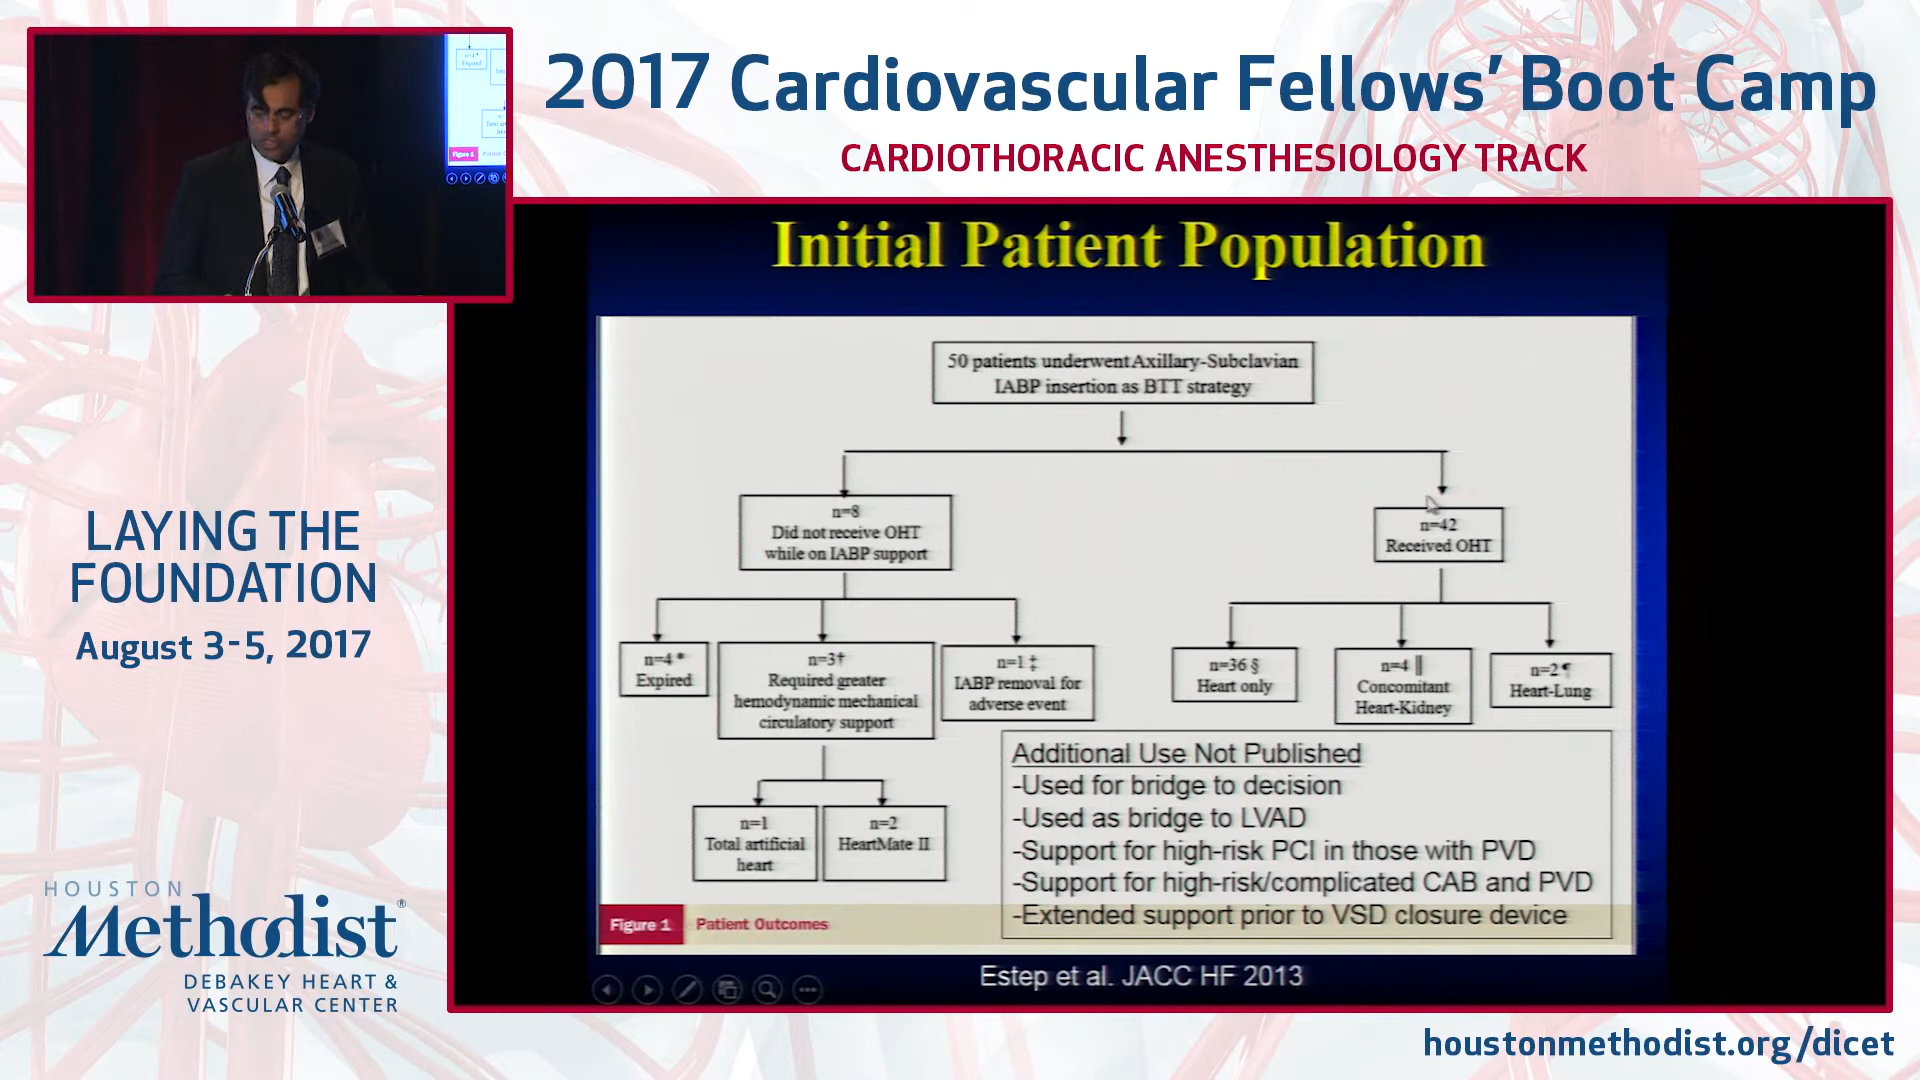 2017 Cardiovascular Fellows' Boot Camp
CARDIOTHORACIC ANESTHESIOLOGY TRACK
Initial Patient Population
50 patients underwent Axillary-Subclavian
IABP insertion as BTT strategy
n=8
Did not receive OHT
while on IABP support
n=42
Received OHT
n=4 *
Expired
n=3†
Required greater
hemodynamic mechanical
circulatory support
n=1 ‡
IABP removal for
adverse event
n=36 §
Heart only
n=4 ||
Concomitant
Heart-Kidney
n=2 ¶
Heart-Lung
n=1
Total artificial
heart
n=2
HeartMate II
Additional Use Not Published
-Used for bridge to decision
-Used as bridge to LVAD
-Support for high-risk PCI in those with PVD
-Support for high-risk/complicated CAB and PVD
-Extended support prior to VSD closure device
Figure 1 Patient Outcomes
Estep et al. JACC HF 2013
LAYING THE
FOUNDATION
August 3-5, 2017
HOUSTON
Methodist®
DEBAKEY HEART &
VASCULAR CENTER
houstonmethodist.org/dicet
Figure 1